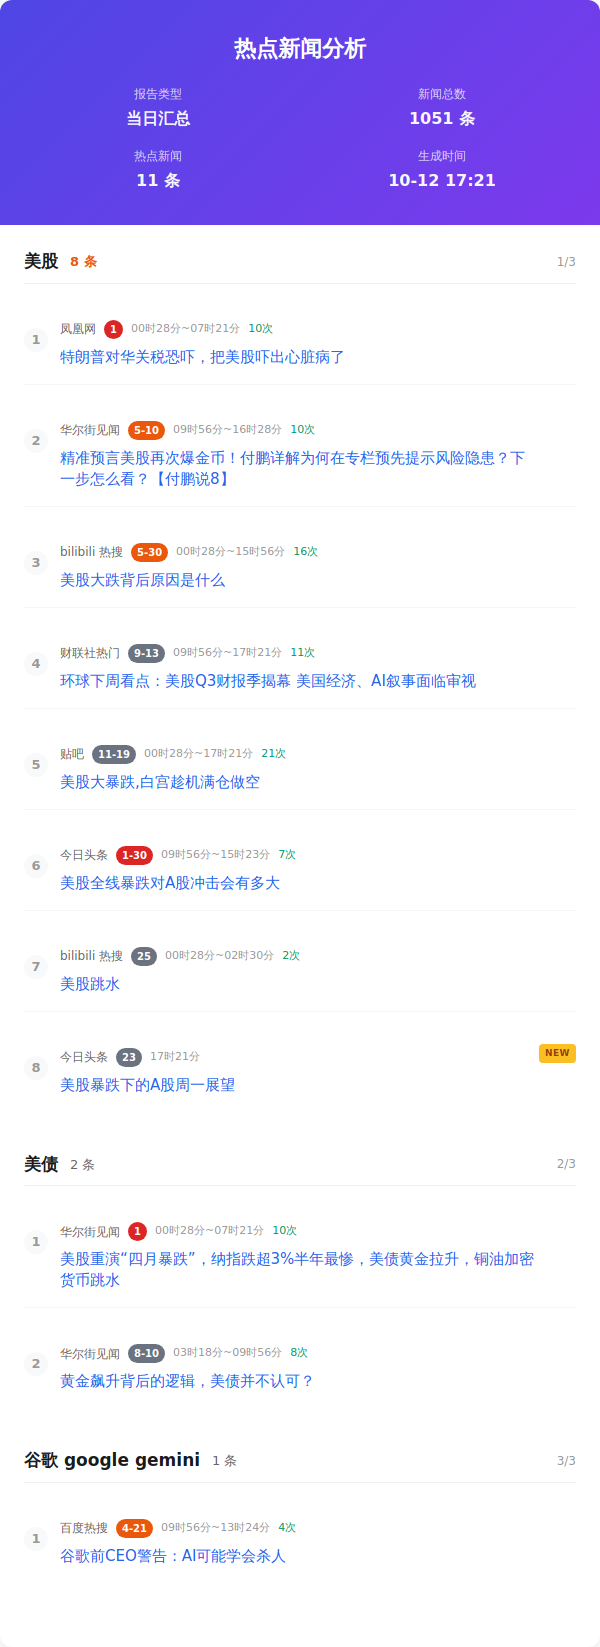 热点新闻分析
报告类型
新闻总数
当日汇总
1051 条
热点新闻
生成时间
11 条
10-12 17:21
美股 8 条 1/3
1
凤凰网 1 00时28分~07时21分 10次
特朗普对华关税恐吓，把美股吓出心脏病了
2
华尔街见闻 5-10 09时56分~16时28分 10次
精准预言美股再次爆金币！付鹏详解为何在专栏预先提示风险隐患？下
一步怎么看？【付鹏说8】
3
bilibili 热搜 5-30 00时28分~15时56分 16次
美股大跌背后原因是什么
4
财联社热门 9-13 09时56分~17时21分 11次
环球下周看点：美股Q3财报季揭幕 美国经济、AI叙事面临审视
5
贴吧 11-19 00时28分~17时21分 21次
美股大暴跌,白宫趁机满仓做空
6
今日头条 1-30 09时56分~15时23分 7次
美股全线暴跌对A股冲击会有多大
7
bilibili 热搜 25 00时28分~02时30分 2次
美股跳水
8
今日头条 23 17时21分 NEW
美股暴跌下的A股周一展望
美债 2 条 2/3
1
华尔街见闻 1 00时28分~07时21分 10次
美股重演“四月暴跌”，纳指跌超3%半年最惨，美债黄金拉升，铜油加密
货币跳水
2
华尔街见闻 8-10 03时18分~09时56分 8次
黄金飙升背后的逻辑，美债并不认可？
谷歌 google gemini 1 条 3/3
1
百度热搜 4-21 09时56分~13时24分 4次
谷歌前CEO警告：AI可能学会杀人